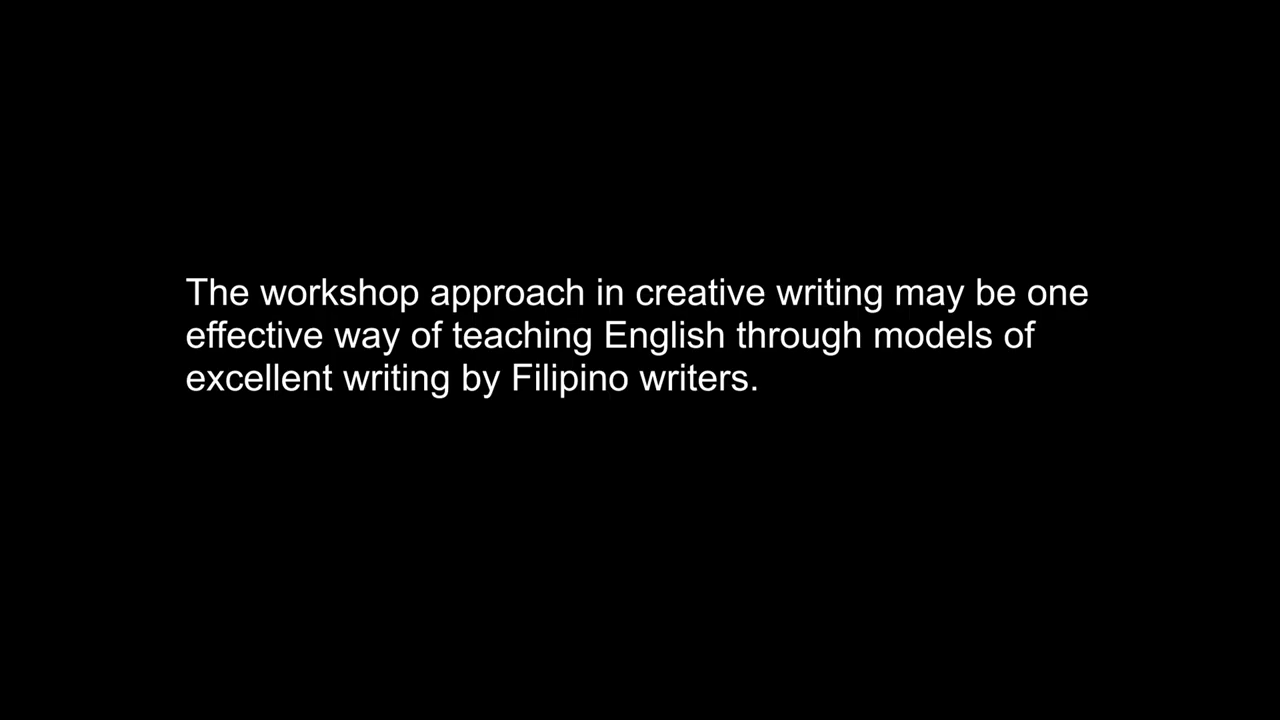 The workshop approach in creative writing may be one
effective way of teaching English through models of
excellent writing by Filipino writers.